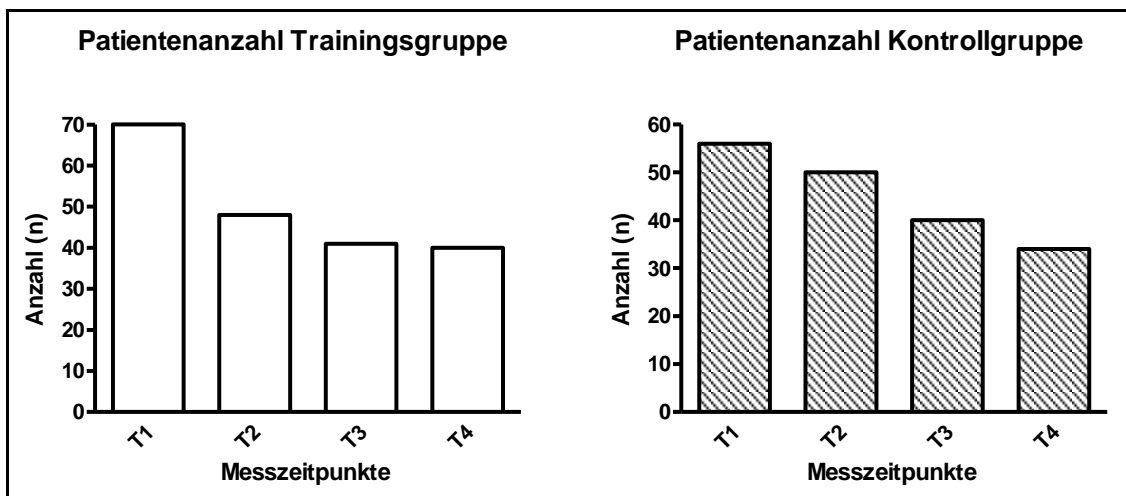 Patientenanzahl Trainingsgruppe
Anzahl (n)
70
60
50
40
30
20
10
0
T1
T2
T3
T4
Messzeitpunkte
Patientenanzahl Kontrollgruppe
Anzahl (n)
60
50
40
30
20
10
0
T1
T2
T3
T4
Messzeitpunkte